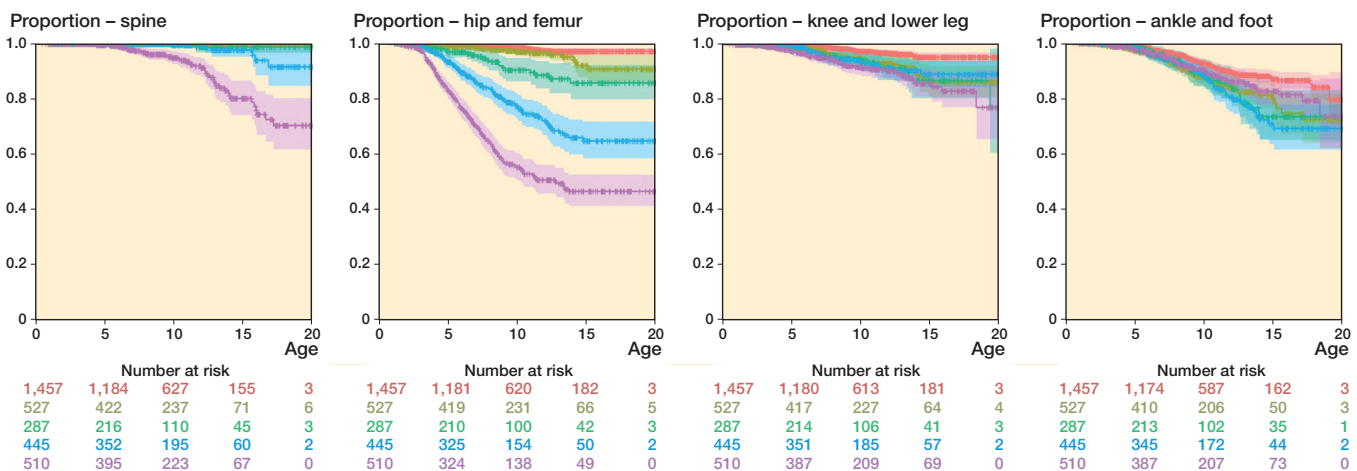 Proportion – spine
1.0
0.8
0.6
0.4
0.2
0
0 5 10 15 20
Age
Number at risk
1,457 1,184 627 155 3
527 422 237 71 6
287 216 110 45 3
445 352 195 60 2
510 395 223 67 0
Proportion – hip and femur
1.0
0.8
0.6
0.4
0.2
0
0 5 10 15 20
Age
Number at risk
1,457 1,181 620 182 3
527 419 231 66 5
287 210 100 42 3
445 325 154 50 2
510 324 138 49 0
Proportion – knee and lower leg
1.0
0.8
0.6
0.4
0.2
0
0 5 10 15 20
Age
Number at risk
1,457 1,180 613 181 3
527 417 227 64 4
287 214 106 41 3
445 351 185 57 2
510 387 209 69 0
Proportion – ankle and foot
1.0
0.8
0.6
0.4
0.2
0
0 5 10 15 20
Age
Number at risk
1,457 1,174 587 162 3
527 410 206 50 3
287 213 102 35 1
445 345 172 44 2
510 387 207 73 0